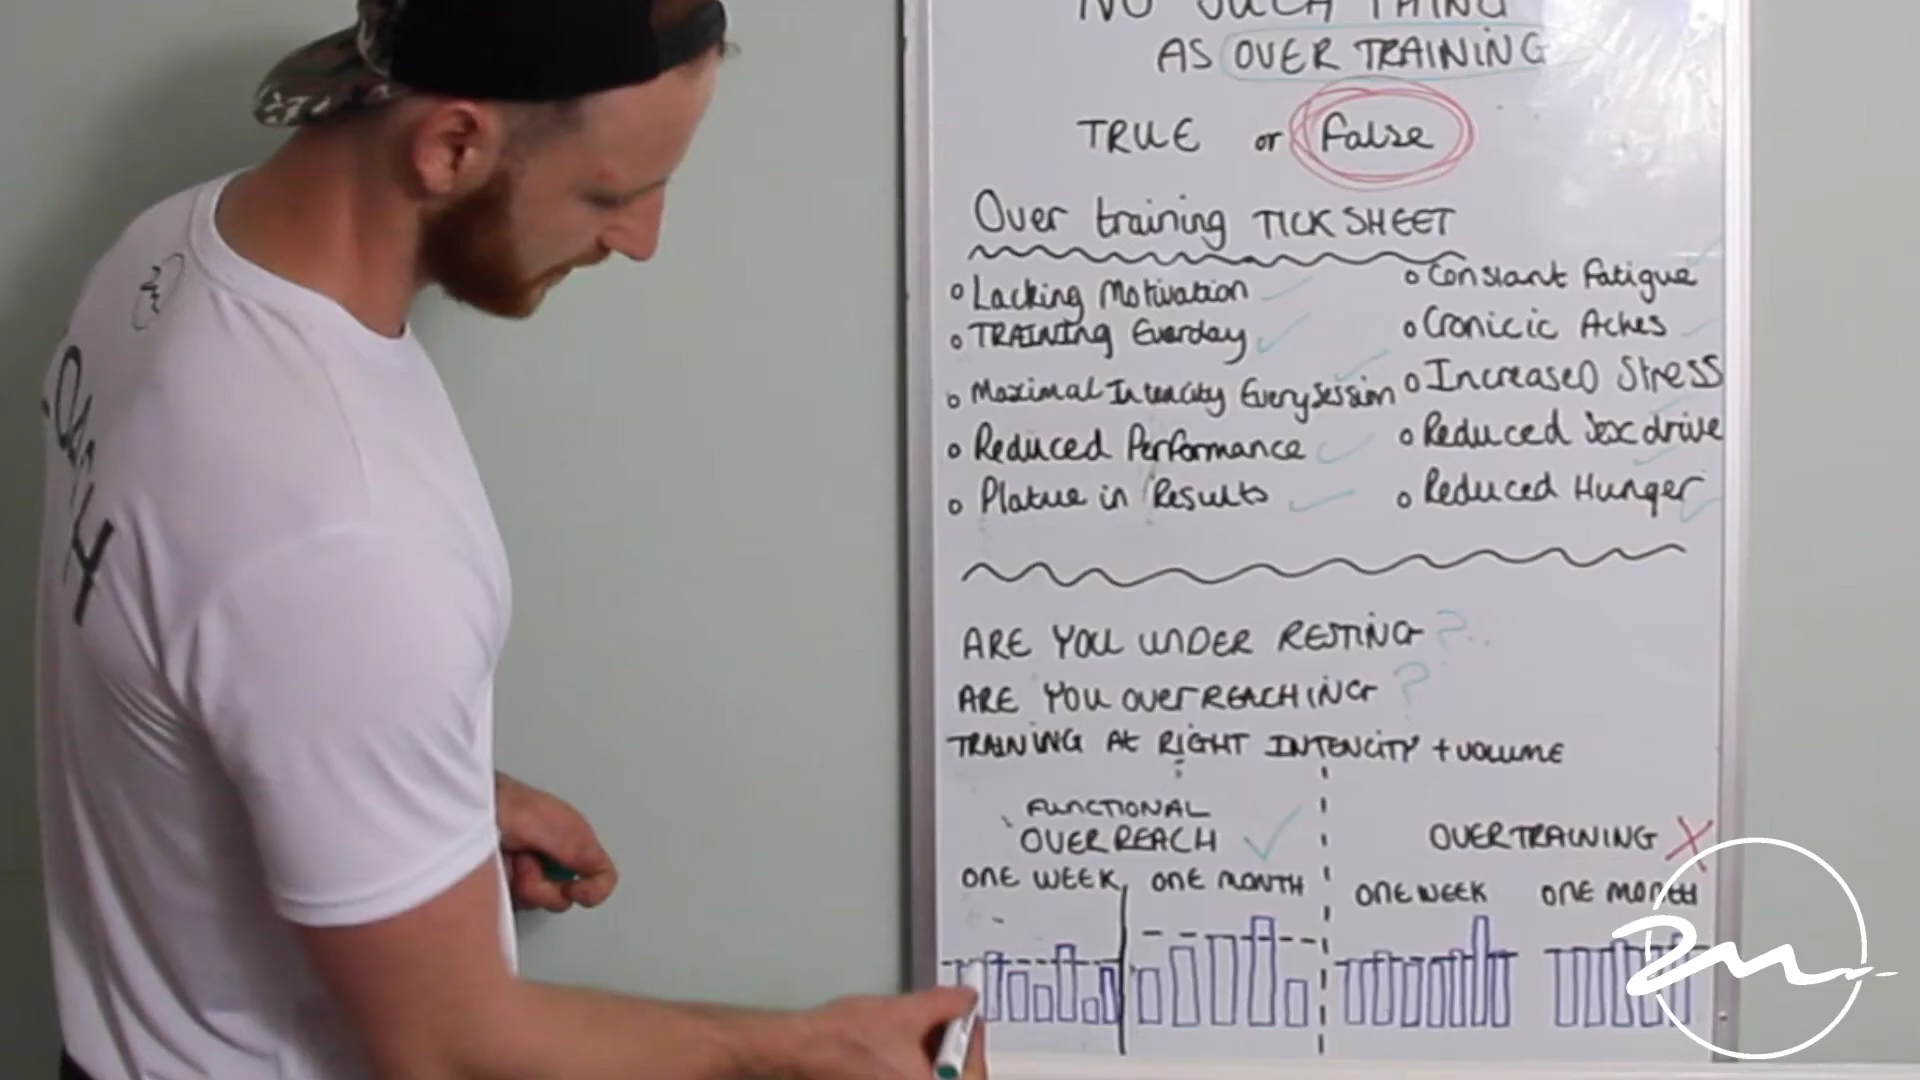 NO SUCH THING
AS OVER TRAINING
TRUE or False
Over training TICK SHEET
o Lacking Motivation
o TRAINING Everday
o Maximal Intencity Every Session
o Reduced Performance
o Platue in Results
o Constant Fatigue
o Cronicic Aches
o Increased Stress
o Reduced Sex drive
o Reduced Hunger
ARE YOU UNDER RESTING ?
ARE YOU OVERREACHING ?
TRAINING AT RIGHT INTENCITY + VOLUME
FUNCTIONAL
OVER REACH ✓
ONE WEEK ONE MONTH
OVERTRAINING X
ONE WEEK ONE MONTH